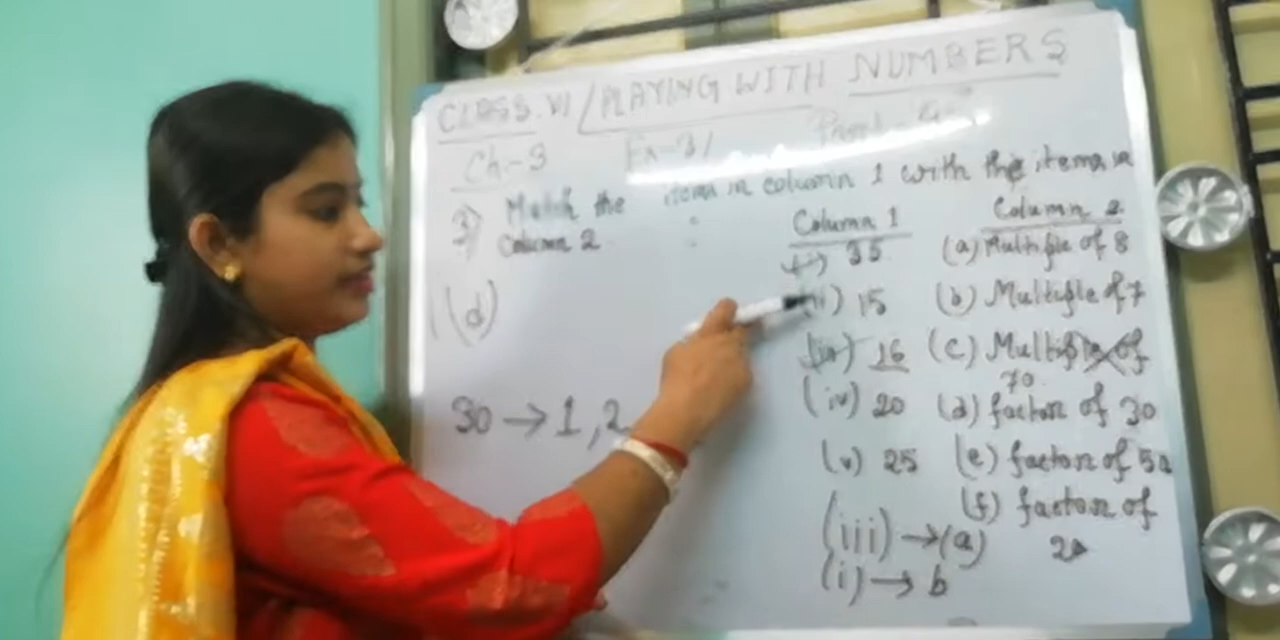 CLASS. VI / PLAYING WITH NUMBERS
Ch-3 Ex-3.1 Part-
3) Match the items in column 1 with the items in
Column 2 :
Column 1 Column 2
(i) 35 (a) Multiple of 8
(ii) 15 (b) Multiple of 7
(iii) 16 (c) Multiple of
70
(iv) 20 (d) factor of 30
(v) 25 (e) factor of 50
(f) factor of
20
(d)
30 → 1, 2
(iii) → (a)
(i) → b